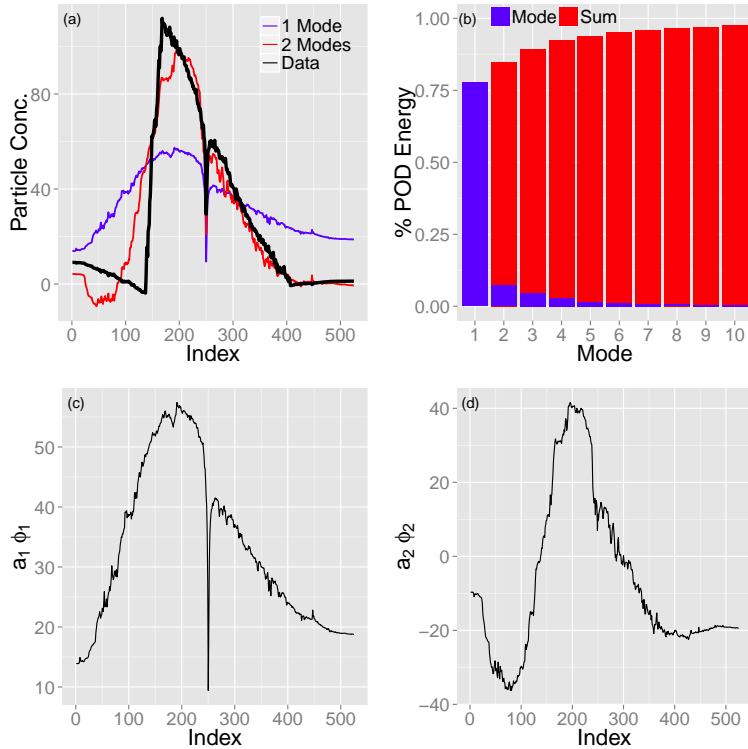 (a)
1 Mode
2 Modes
Data
Particle Conc.
80
40
0
0 100 200 300 400 500
Index
(b)
Mode Sum
% POD Energy
1.00
0.75
0.50
0.25
0.00
1 2 3 4 5 6 7 8 9 10
Mode
(c)
a₁ ϕ₁
50
40
30
20
10
0 100 200 300 400 500
Index
(d)
a₂ ϕ₂
40
20
0
−20
−40
0 100 200 300 400 500
Index